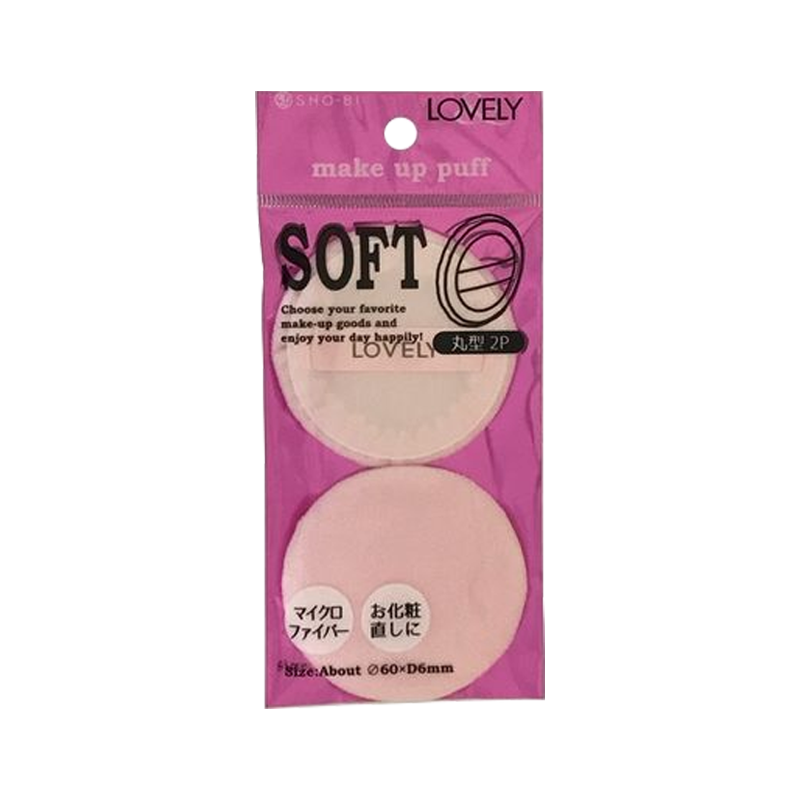 SHO-BI
LOVELY
make up puff
SOFT
Choose your favorite
make-up goods and
enjoy your day happily!
LOVELY
丸型 2P
マイクロ
ファイバー
お化粧
直しに
Size:About ∅60×D6mm